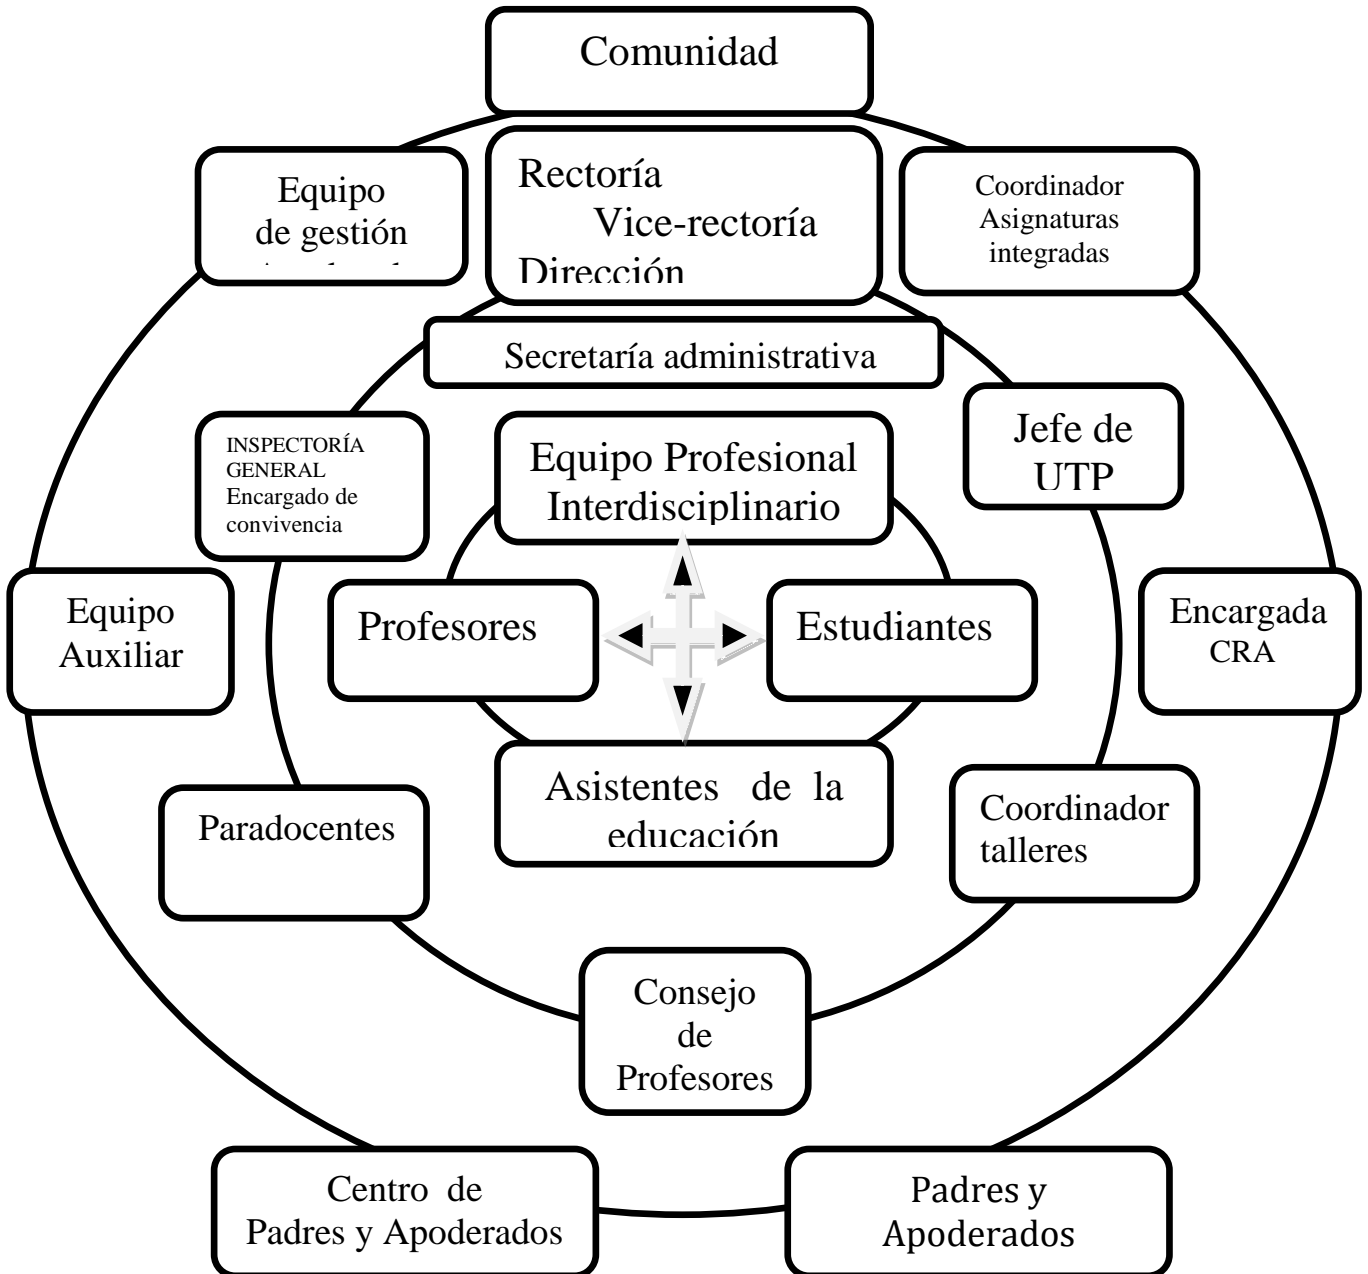 Comunidad
Equipo
de gestión
Rectoría
Vice-rectoría
Dirección
Coordinador
Asignaturas
integradas
Secretaría administrativa
INSPECTORÍA
GENERAL
Encargado de
convivencia
Equipo Profesional
Interdisciplinario
Jefe de
UTP
Equipo
Auxiliar
Profesores
Estudiantes
Encargada
CRA
Paradocentes
Asistentes de la
educación
Coordinador
talleres
Consejo
de
Profesores
Centro de
Padres y Apoderados
Padres y
Apoderados